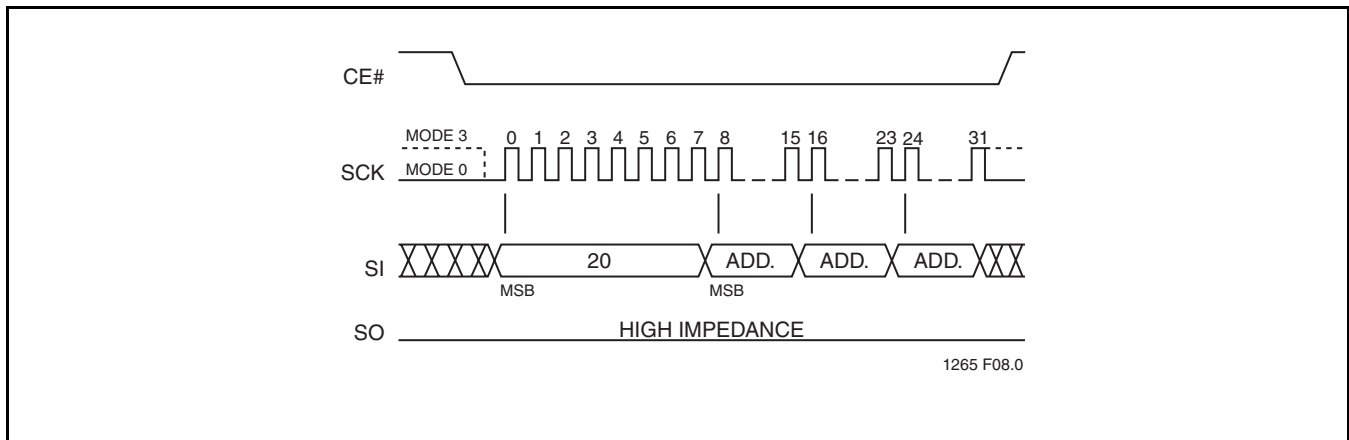 CE#
MODE 3
0 1 2 3 4 5 6 7 8 15 16 23 24 31
SCK
MODE 0
SI
20 ADD. ADD. ADD.
MSB MSB
SO
HIGH IMPEDANCE
1265 F08.0